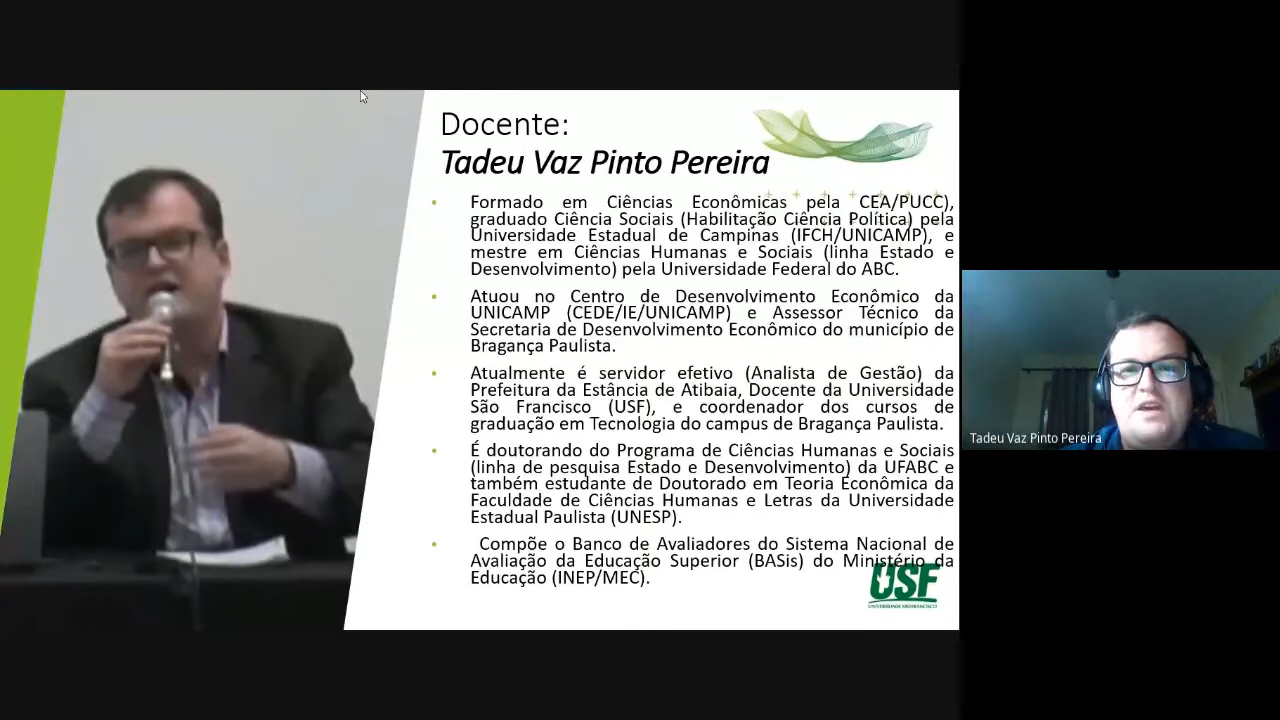 Docente:
Tadeu Vaz Pinto Pereira
• Formado em Ciências Econômicas pela CEA/PUCC),
graduado Ciência Sociais (Habilitação Ciência Política) pela
Universidade Estadual de Campinas (IFCH/UNICAMP), e
mestre em Ciências Humanas e Sociais (linha Estado e
Desenvolvimento) pela Universidade Federal do ABC.
• Atuou no Centro de Desenvolvimento Econômico da
UNICAMP (CEDE/IE/UNICAMP) e Assessor Técnico da
Secretaria de Desenvolvimento Econômico do município de
Bragança Paulista.
• Atualmente é servidor efetivo (Analista de Gestão) da
Prefeitura da Estância de Atibaia, Docente da Universidade
São Francisco (USF), e coordenador dos cursos de
graduação em Tecnologia do campus de Bragança Paulista.
• É doutorando do Programa de Ciências Humanas e Sociais
(linha de pesquisa Estado e Desenvolvimento) da UFABC e
também estudante de Doutorado em Teoria Econômica da
Faculdade de Ciências Humanas e Letras da Universidade
Estadual Paulista (UNESP).
• Compõe o Banco de Avaliadores do Sistema Nacional de
Avaliação da Educação Superior (BASis) do Ministério da
Educação (INEP/MEC).
USF
UNIVERSIDADE SÃO FRANCISCO
Tadeu Vaz Pinto Pereira